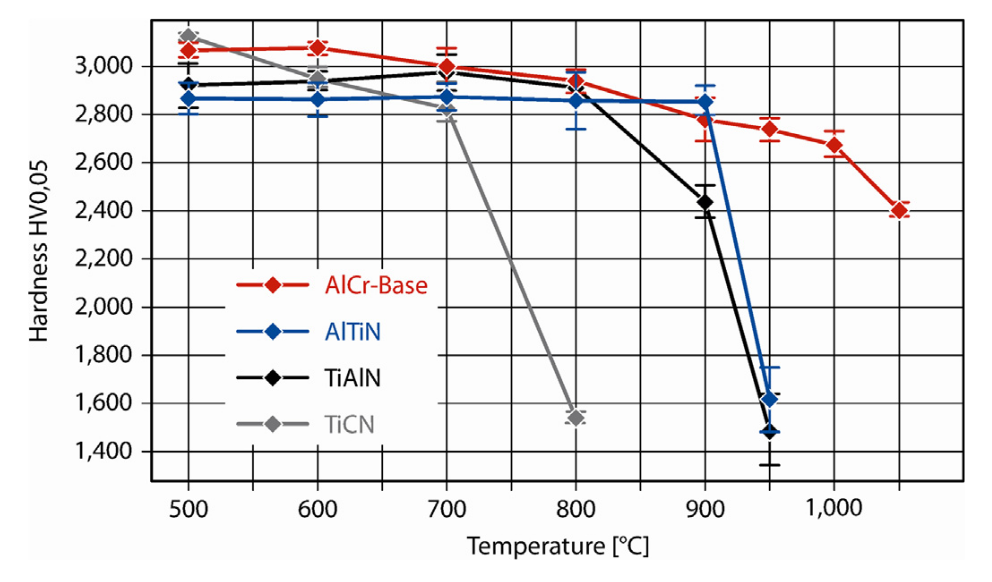 3,000
2,800
2,600
2,400
2,200
2,000
1,800
1,600
1,400
Hardness HV0,05
AlCr-Base
AlTiN
TiAlN
TiCN
500 600 700 800 900 1,000
Temperature [°C]